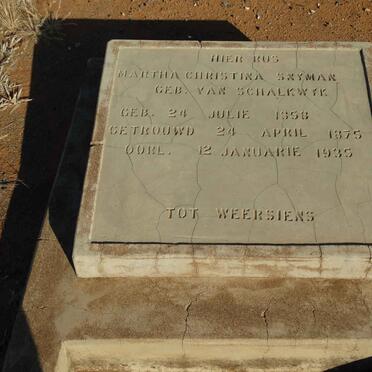 HIER RUS
MARTHA CHRISTINA SNYMAN
GEB. VAN SCHALKWYK
GEB. 24 JULIE 1858
GETROUWD 24 APRIL 1875
OORL. 12 JANUARIE 1935
TOT WEERSIENS